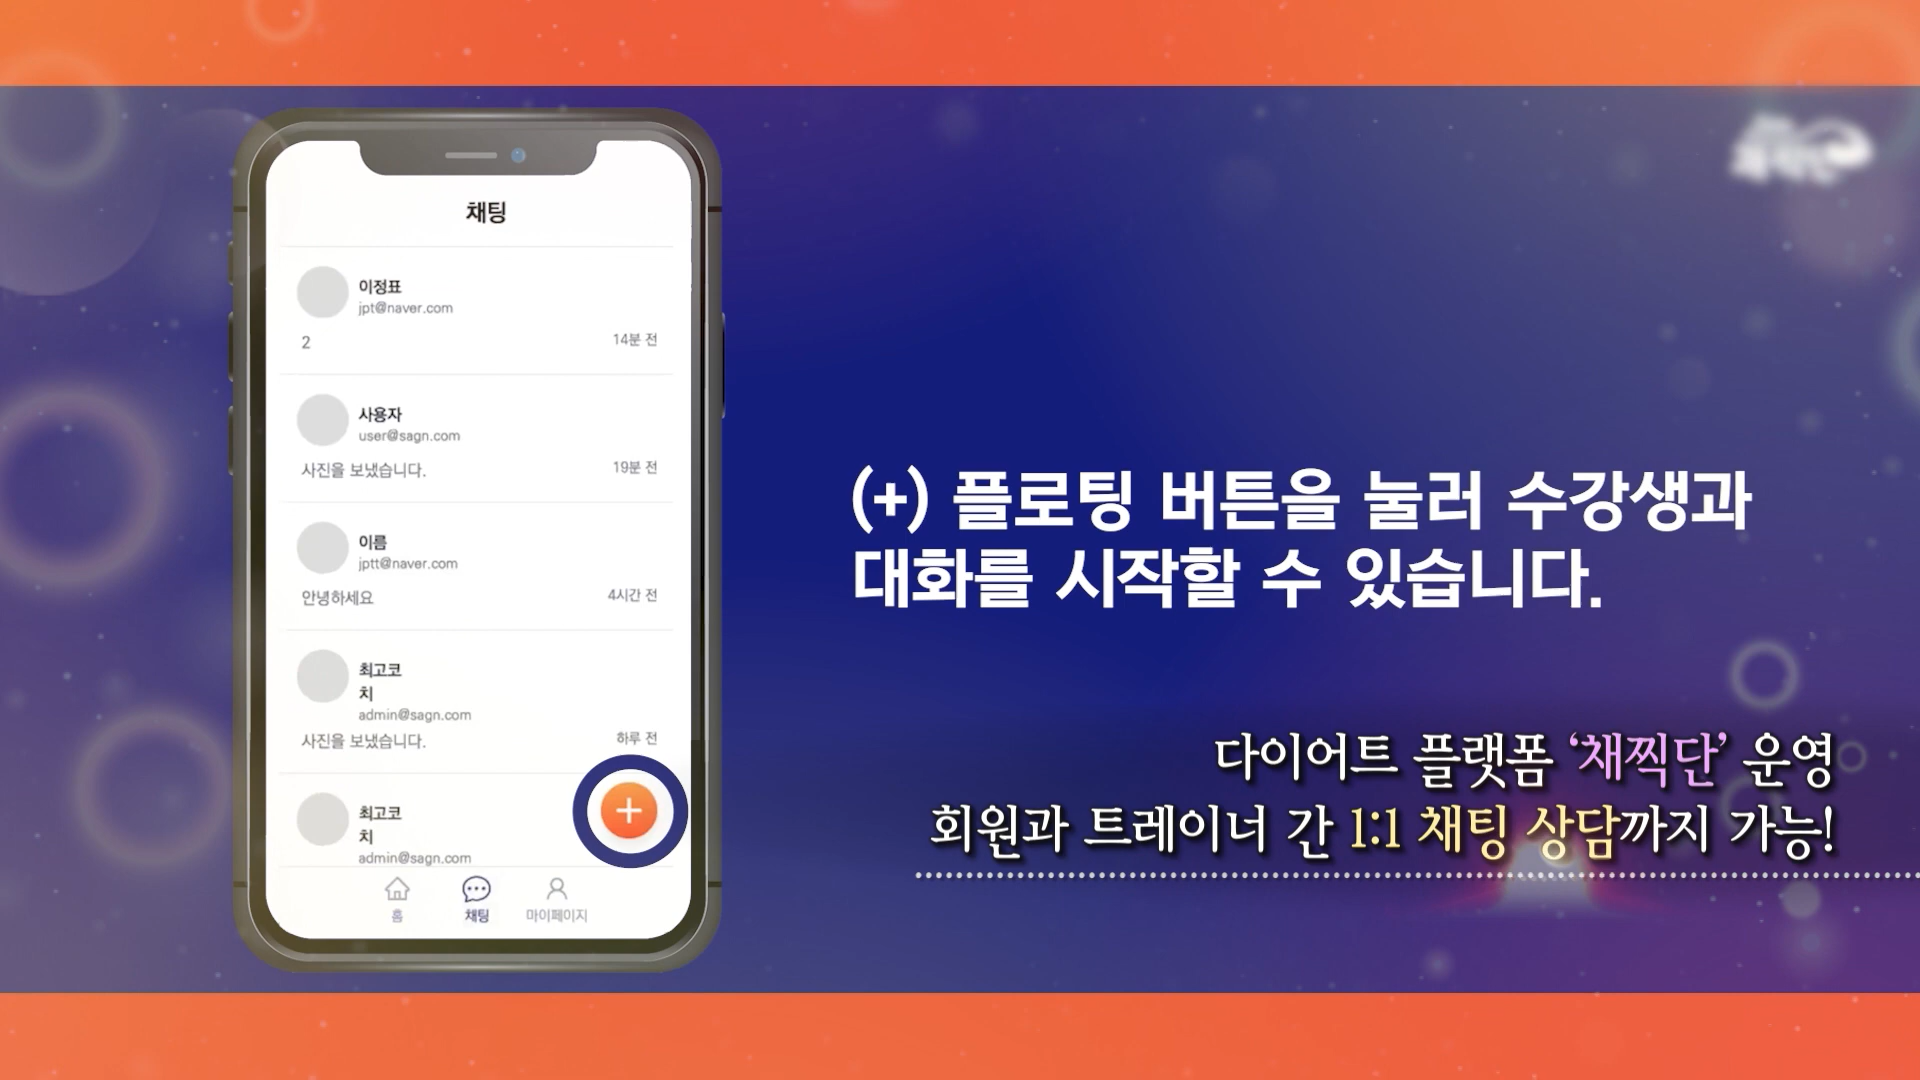 채팅
이정표
jpt@naver.com
2
14분 전
사용자
user@sagn.com
사진을 보냈습니다.
19분 전
이름
jptt@naver.com
안녕하세요
4시간 전
최고코
치
admin@sagn.com
사진을 보냈습니다.
하루 전
최고코
치
admin@sagn.com
홈
채팅
마이페이지
(+) 플로팅 버튼을 눌러 수강생과
대화를 시작할 수 있습니다.
다이어트 플랫폼 ‘채찍단’ 운영
회원과 트레이너 간 1:1 채팅 상담까지 가능!